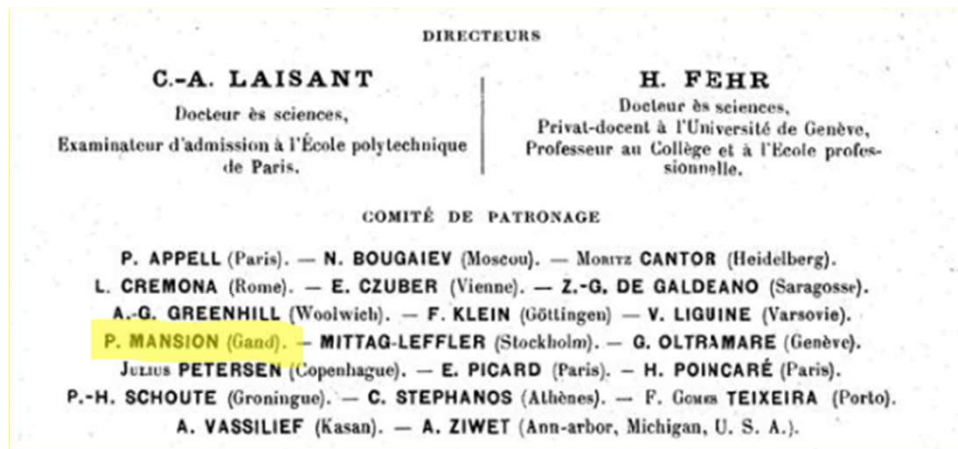 DIRECTEURS
C.-A. LAISANT
Docteur ès sciences,
Examinateur d'admission à l'École polytechnique
de Paris.
H. FEHR
Docteur ès sciences,
Privat-docent à l'Université de Genève,
Professeur au Collège et à l'Ecole profes-
sionnelle.
COMITÉ DE PATRONAGE
P. APPELL (Paris). — N. BOUGAIEV (Moscou). — MORITZ CANTOR (Heidelberg).
L. CREMONA (Rome). — E. CZUBER (Vienne). — Z.-G. DE GALDEANO (Saragosse).
A.-G. GREENHILL (Woolwich). — F. KLEIN (Göttingen) — V. LIGUINE (Varsovie).
P. MANSION (Gand). — MITTAG-LEFFLER (Stockholm). — G. OLTRAMARE (Genève).
JULIUS PETERSEN (Copenhague). — E. PICARD (Paris). — H. POINCARÉ (Paris).
P.-H. SCHOUTE (Groningue). — C. STEPHANOS (Athènes). — F. GOMES TEIXEIRA (Porto).
A. VASSILIEF (Kasan). — A. ZIWET (Ann-arbor, Michigan, U. S. A.).